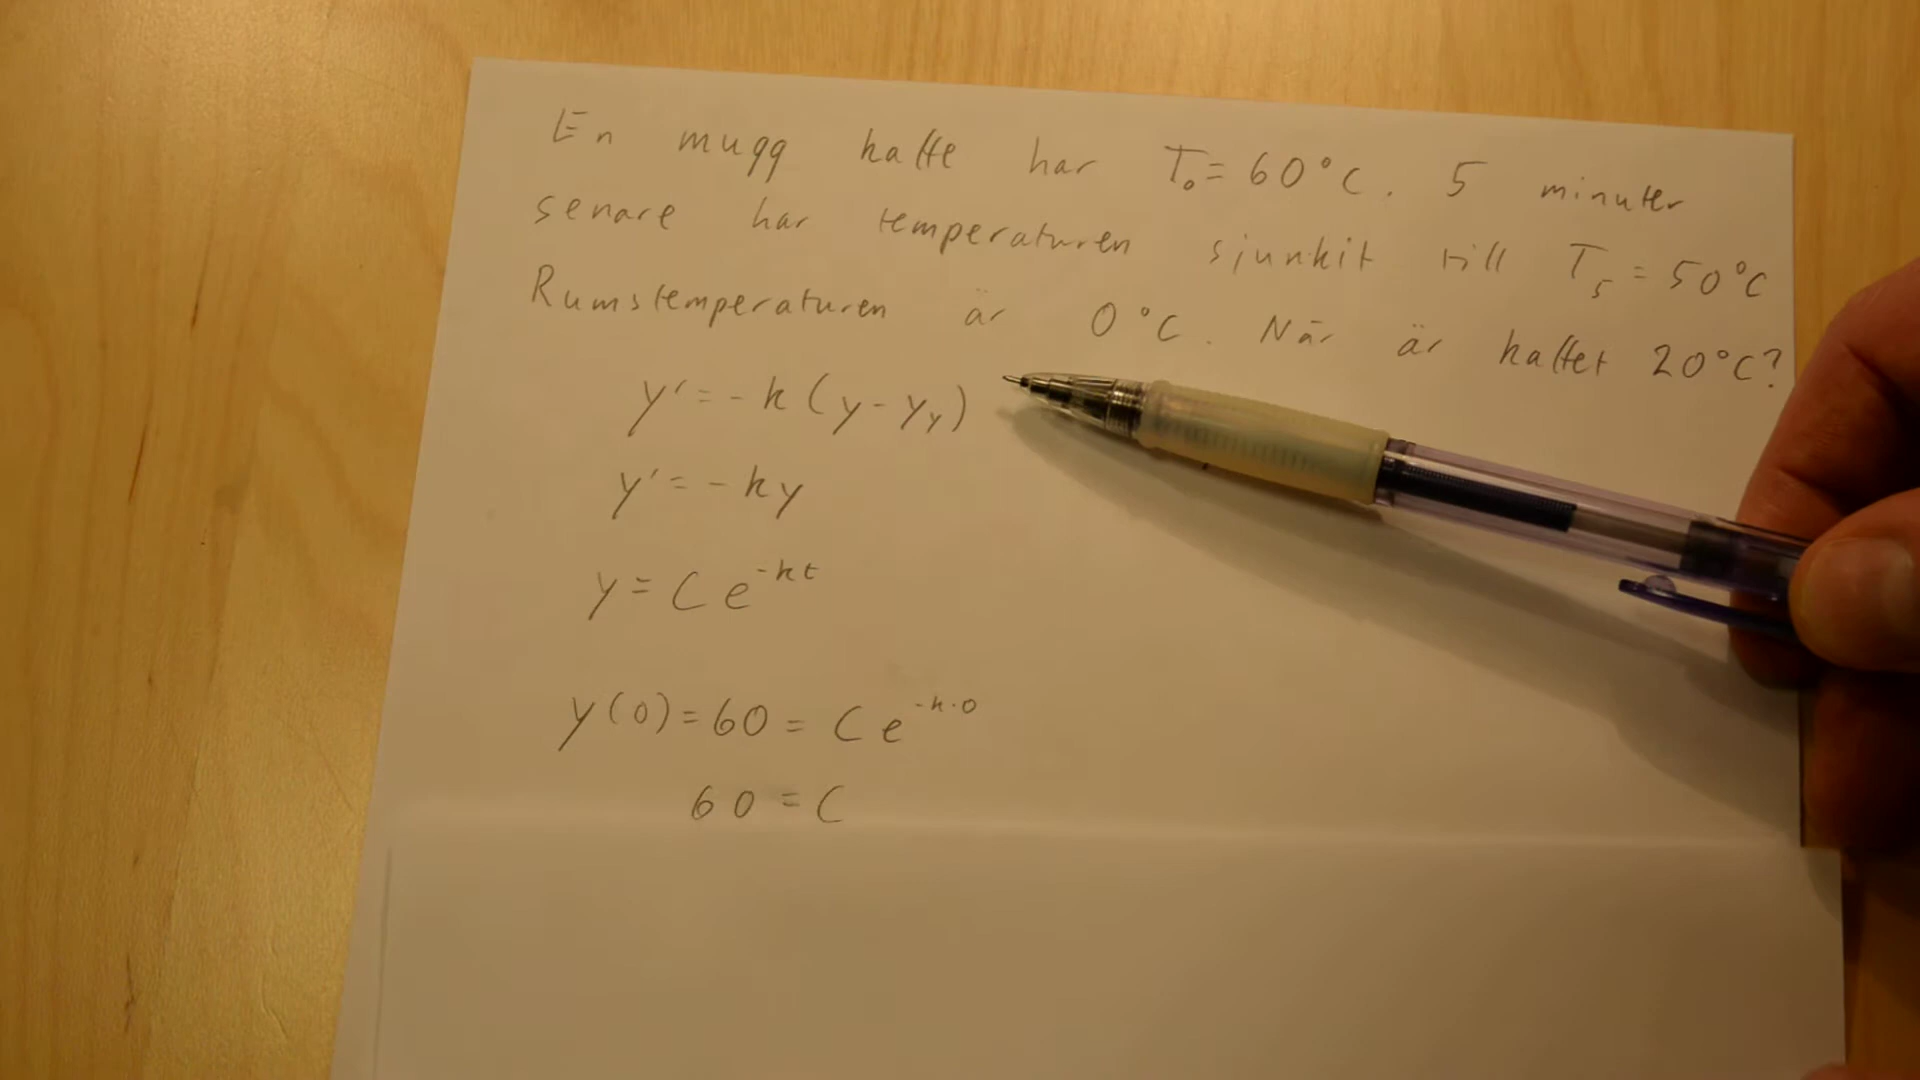 En mugg kaffe har T₀ = 60°C. 5 minuter
senare har temperaturen sjunkit till T₅ = 50°C
Rumstemperaturen är 0°C. När är kaffet 20°C?
y' = -k(y - yᵧ)
y' = -ky
y = Ce^-kt
y(0) = 60 = Ce^-k·0
60 = C